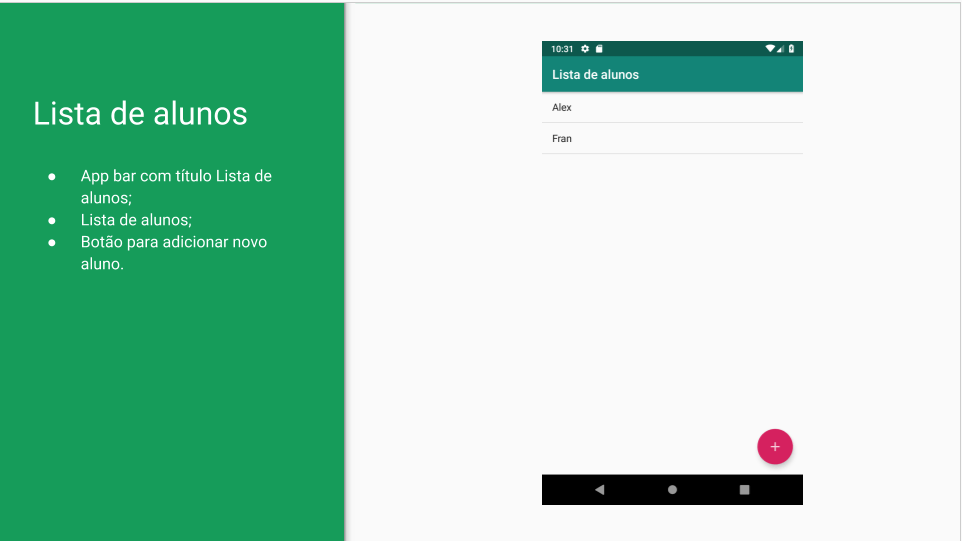 Lista de alunos
● App bar com título Lista de
alunos;
● Lista de alunos;
● Botão para adicionar novo
aluno.
10:31
Lista de alunos
Alex
Fran
+